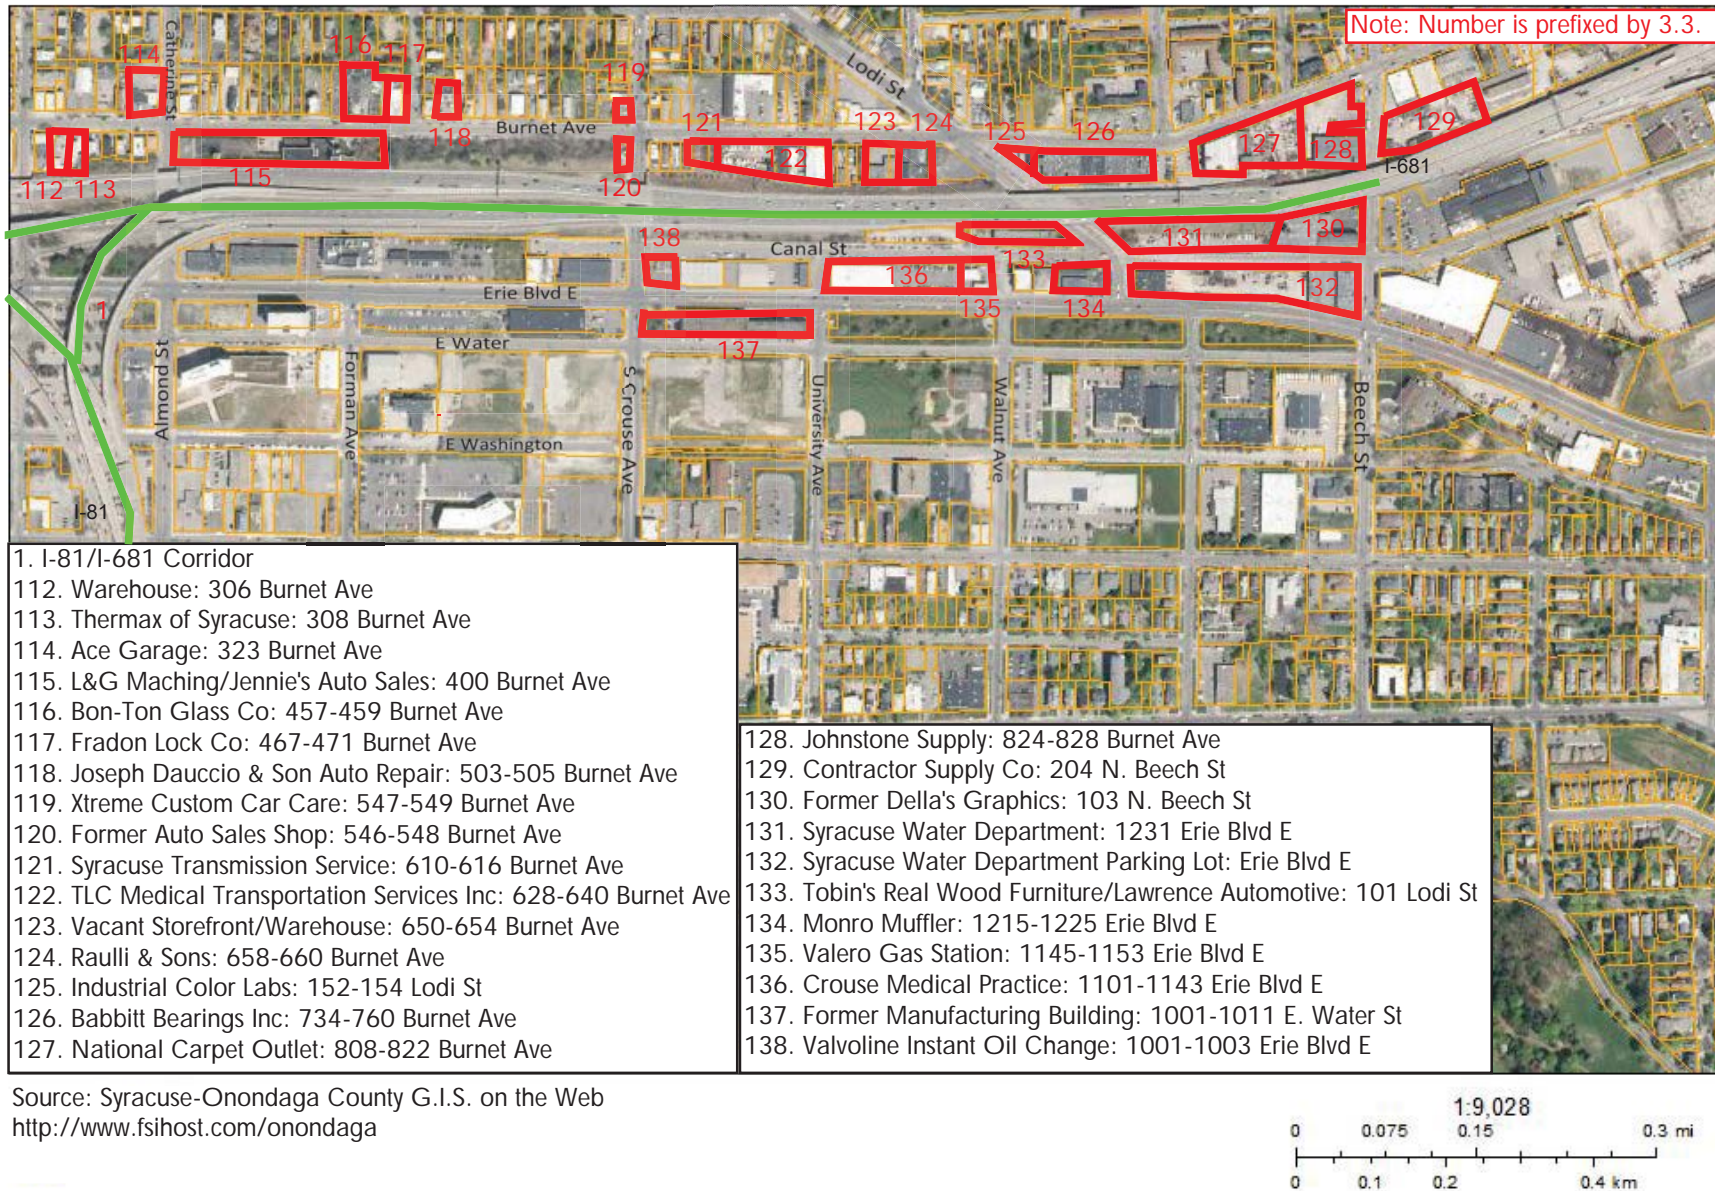 Note: Number is prefixed by 3.3.
Catherine St
114
116
117
118
119
Lodi St
Burnet Ave
121
122
123
124
125
126
127
128
129
I-681
112
113
115
120
138
Canal St
133
131
130
136
135
134
132
Erie Blvd E
1
E Water
137
Almond St
Forman Ave
S Crousee Ave
University Ave
Walnut Ave
Beech St
E Washington
I-81
1. I-81/I-681 Corridor
112. Warehouse: 306 Burnet Ave
113. Thermax of Syracuse: 308 Burnet Ave
114. Ace Garage: 323 Burnet Ave
115. L&G Maching/Jennie's Auto Sales: 400 Burnet Ave
116. Bon-Ton Glass Co: 457-459 Burnet Ave
117. Fradon Lock Co: 467-471 Burnet Ave
118. Joseph Dauccio & Son Auto Repair: 503-505 Burnet Ave
119. Xtreme Custom Car Care: 547-549 Burnet Ave
120. Former Auto Sales Shop: 546-548 Burnet Ave
121. Syracuse Transmission Service: 610-616 Burnet Ave
122. TLC Medical Transportation Services Inc: 628-640 Burnet Ave
123. Vacant Storefront/Warehouse: 650-654 Burnet Ave
124. Raulli & Sons: 658-660 Burnet Ave
125. Industrial Color Labs: 152-154 Lodi St
126. Babbitt Bearings Inc: 734-760 Burnet Ave
127. National Carpet Outlet: 808-822 Burnet Ave
128. Johnstone Supply: 824-828 Burnet Ave
129. Contractor Supply Co: 204 N. Beech St
130. Former Della's Graphics: 103 N. Beech St
131. Syracuse Water Department: 1231 Erie Blvd E
132. Syracuse Water Department Parking Lot: Erie Blvd E
133. Tobin's Real Wood Furniture/Lawrence Automotive: 101 Lodi St
134. Monro Muffler: 1215-1225 Erie Blvd E
135. Valero Gas Station: 1145-1153 Erie Blvd E
136. Crouse Medical Practice: 1101-1143 Erie Blvd E
137. Former Manufacturing Building: 1001-1011 E. Water St
138. Valvoline Instant Oil Change: 1001-1003 Erie Blvd E
Source: Syracuse-Onondaga County G.I.S. on the Web
http://www.fsihost.com/onondaga
1:9,028
0 0.075 0.15 0.3 mi
0 0.1 0.2 0.4 km